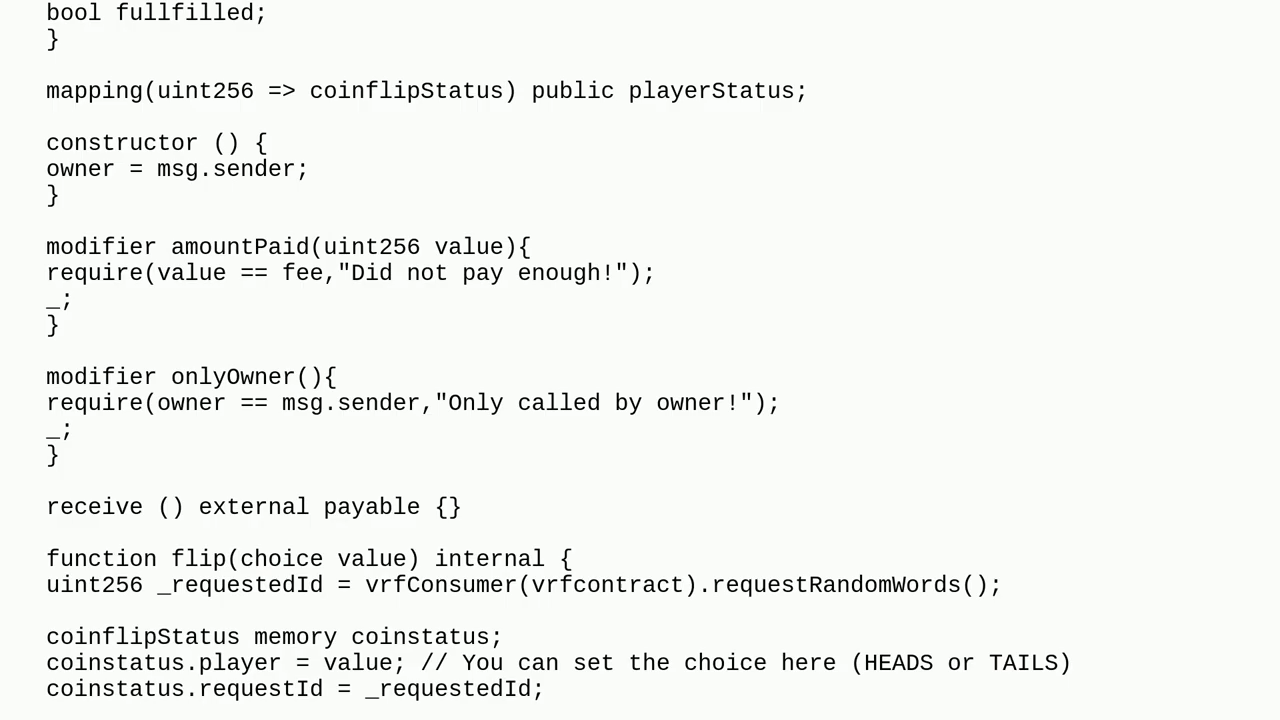 bool fullfilled;
}
mapping(uint256 => coinflipStatus) public playerStatus;
constructor () {
owner = msg.sender;
}
modifier amountPaid(uint256 value){
require(value == fee,"Did not pay enough!");
_;
}
modifier onlyOwner(){
require(owner == msg.sender,"Only called by owner!");
_;
}
receive () external payable {}
function flip(choice value) internal {
uint256 _requestedId = vrfConsumer(vrfcontract).requestRandomWords();
coinflipStatus memory coinstatus;
coinstatus.player = value; // You can set the choice here (HEADS or TAILS)
coinstatus.requestId = _requestedId;